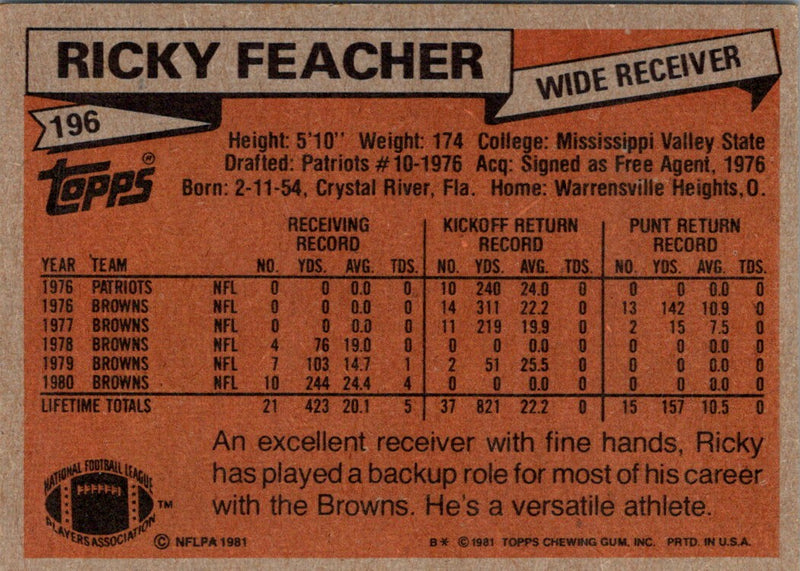 RICKY FEACHER
WIDE RECEIVER
196
Topps®
Height: 5'10" Weight: 174 College: Mississippi Valley State
Drafted: Patriots #10-1976 Acq: Signed as Free Agent, 1976
Born: 2-11-54, Crystal River, Fla. Home: Warrensville Heights, O.
RECEIVING RECORD KICKOFF RETURN RECORD PUNT RETURN RECORD
YEAR TEAM NO. YDS. AVG. TDS. NO. YDS. AVG. TDS. NO. YDS. AVG. TDS.
1976 PATRIOTS NFL 0 0 0.0 0 10 240 24.0 0
1976 BROWNS NFL 0 0 0.0 0 14 311 22.2 0 13 142 10.9 0
1977 BROWNS NFL 0 0 0.0 0 11 219 19.9 0 2 15 7.5 0
1978 BROWNS NFL 4 76 19.0 0 0 0 0.0 0 0 0 0.0 0
1979 BROWNS NFL 7 103 14.7 1 2 51 25.5 0 0 0 0.0 0
1980 BROWNS NFL 10 244 24.4 4 0 0 0.0 0 0 0 0.0 0
LIFETIME TOTALS 21 423 20.1 5 37 821 22.2 0 15 157 10.5 0
An excellent receiver with fine hands, Ricky
has played a backup role for most of his career
with the Browns. He's a versatile athlete.
NATIONAL FOOTBALL LEAGUE
PLAYERS ASSOCIATION
™
© NFLPA 1981
B* © 1981 TOPPS CHEWING GUM, INC. PRTD. IN U.S.A.